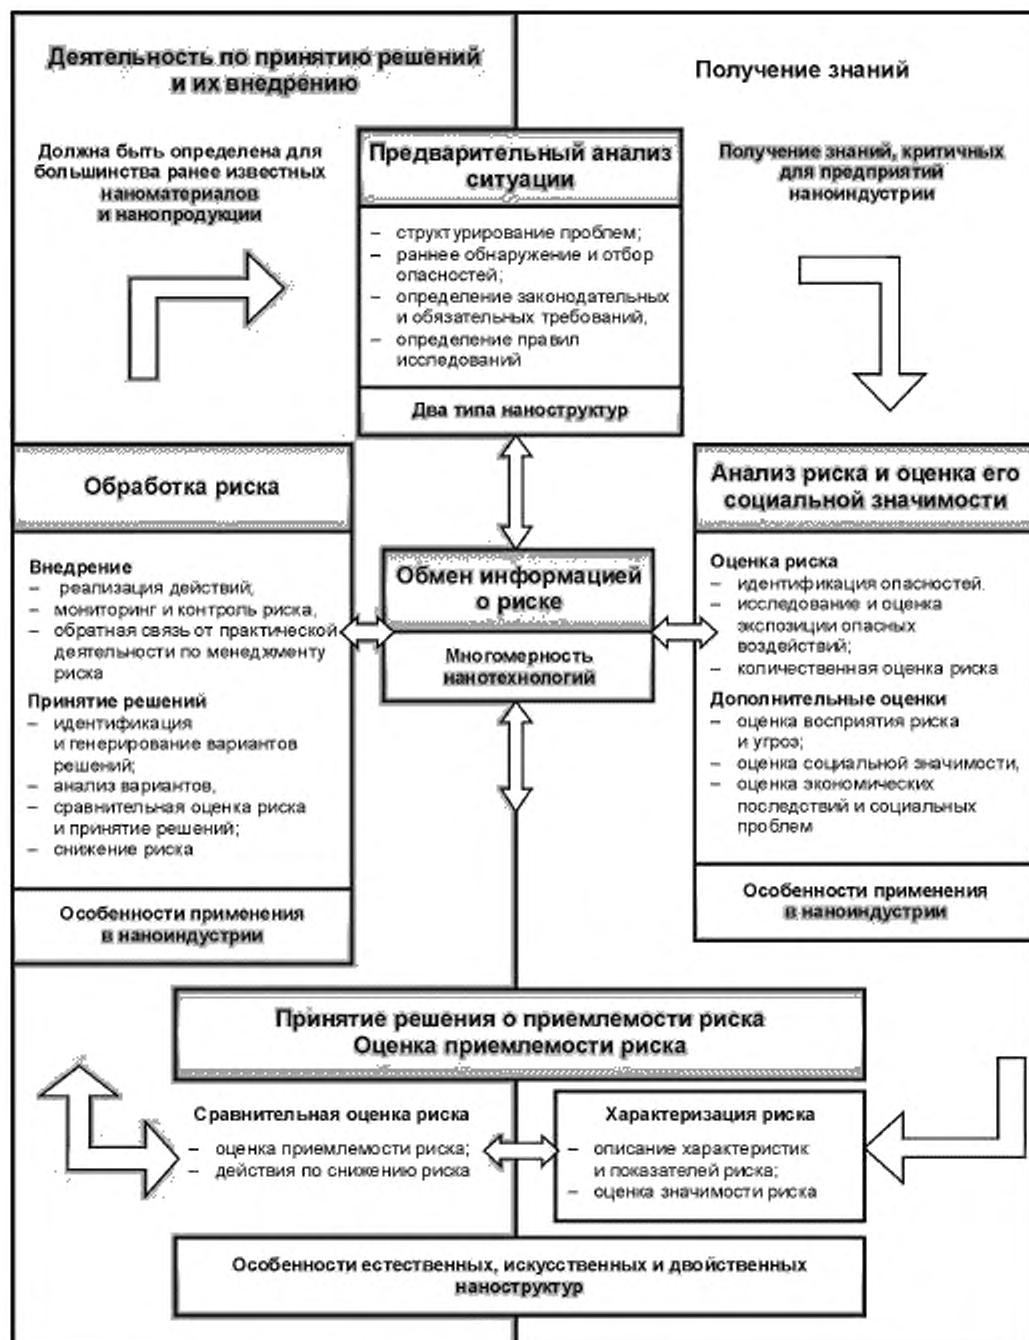 Деятельность по принятию решений
и их внедрению
Получение знаний
Должна быть определена для
большинства ранее известных
наноматериалов
и нанопродукции
Предварительный анализ
ситуации
– структурирование проблем;
– раннее обнаружение и отбор
опасностей;
– определение законодательных
и обязательных требований,
– определение правил
исследований
Два типа наноструктур
Получение знаний, критичных
для предприятий
наноиндустрии
Обработка риска
Внедрение
– реализация действий;
– мониторинг и контроль риска,
– обратная связь от практической
деятельности по менеджменту
риска
Принятие решений
– идентификация
и генерирование вариантов
решений;
– анализ вариантов,
– сравнительная оценка риска
и принятие решений;
– снижение риска
Особенности применения
в наноиндустрии
Обмен информацией
о риске
Многомерность
нанотехнологий
Анализ риска и оценка его
социальной значимости
Оценка риска
– идентификация опасностей.
– исследование и оценка
экспозиции опасных
воздействий;
– количественная оценка риска
Дополнительные оценки
– оценка восприятия риска
и угроз;
– оценка социальной значимости,
– оценка экономических
последствий и социальных
проблем
Особенности применения
в наноиндустрии
Принятие решения о приемлемости риска
Оценка приемлемости риска
Сравнительная оценка риска
– оценка приемлемости риска;
– действия по снижению риска
Характеризация риска
– описание характеристик
и показателей риска;
– оценка значимости риска
Особенности естественных, искусственных и двойственных
наноструктур